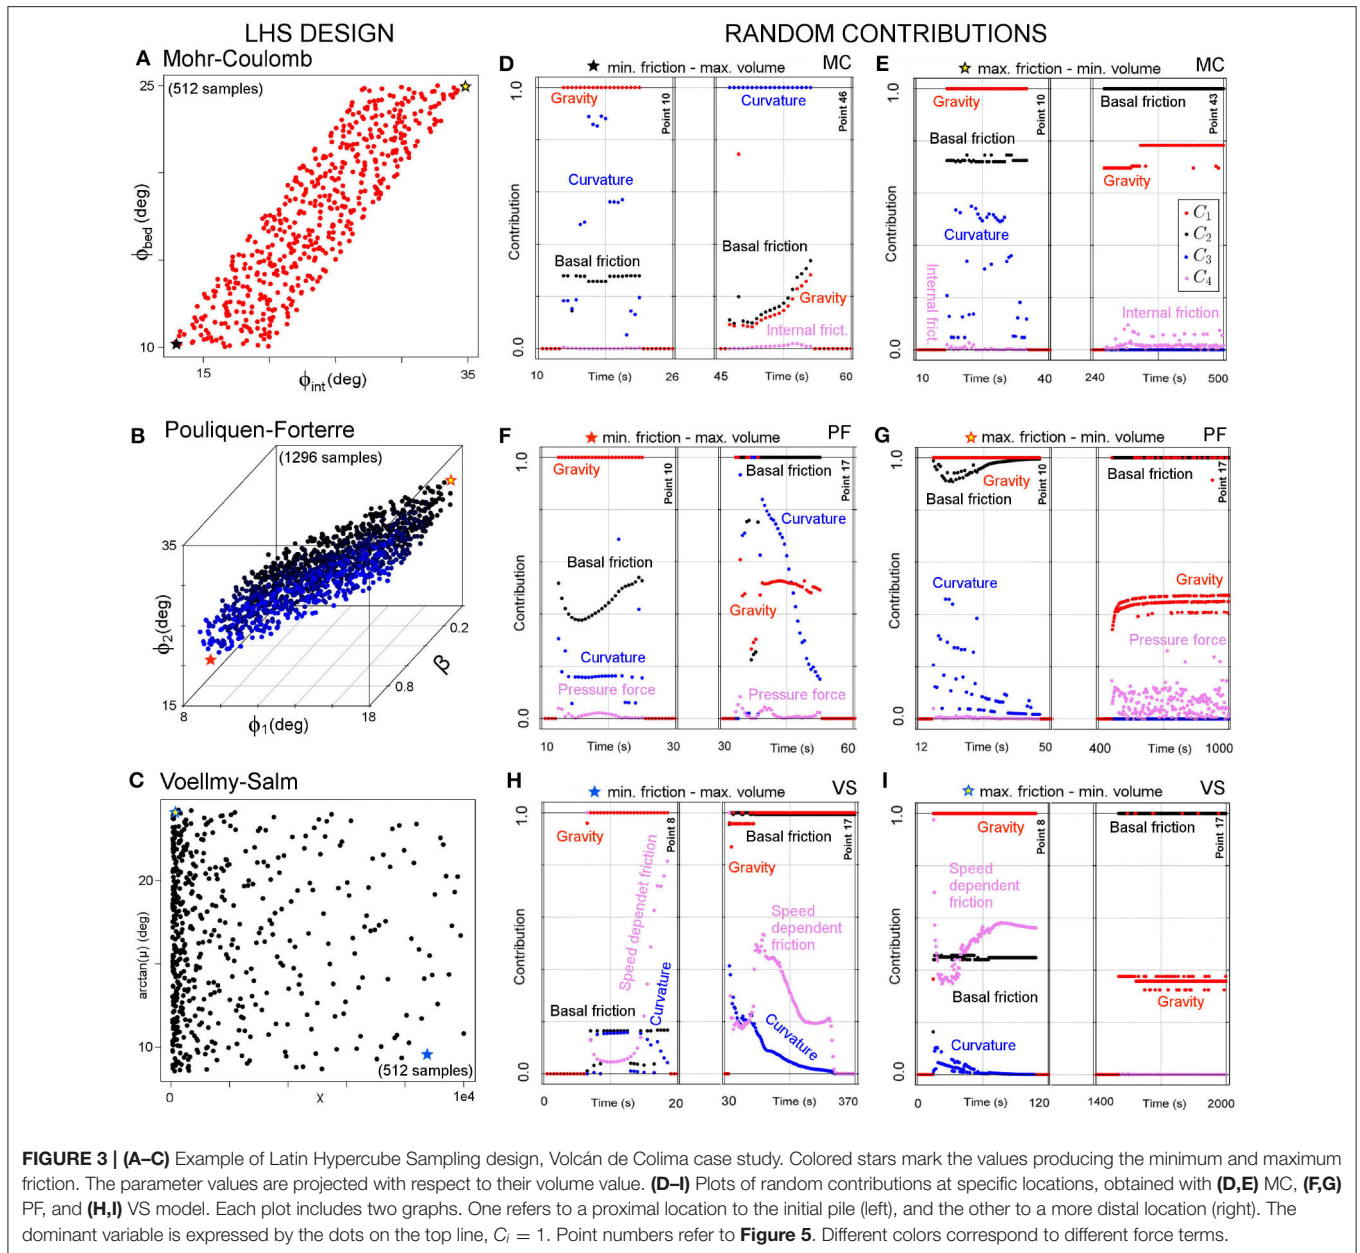 LHS DESIGN
RANDOM CONTRIBUTIONS
A Mohr-Coulomb
(512 samples)
25
ϕbed (deg)
10
15
ϕint(deg)
35
D
★ min. friction - max. volume MC
1.0
Contribution
0.0
Gravity
Curvature
Basal friction
Point 10
10 Time (s) 26
Curvature
Basal friction
Gravity
Internal frict.
Point 46
45 Time (s) 60
E
max. friction - min. volume MC
1.0
Contribution
0.0
Gravity
Basal friction
Curvature
Internal frict.
Point 10
10 Time (s) 40
Basal friction
Gravity
Internal friction
Point 43
C1
C2
C3
C4
240 Time (s) 500
B Pouliquen-Forterre
(1296 samples)
35
ϕ2(deg)
15
8
ϕ1(deg)
18
β
0.2
0.8
F
★ min. friction - max. volume PF
1.0
Contribution
0.0
Gravity
Basal friction
Curvature
Pressure force
Point 10
10 Time (s) 30
Basal friction
Curvature
Gravity
Pressure force
Point 17
30 Time (s) 60
G
max. friction - min. volume PF
1.0
Contribution
0.0
Gravity
Basal friction
Curvature
Point 10
12 Time (s) 50
Basal friction
Gravity
Pressure force
Point 17
400 Time (s) 1000
C Voellmy-Salm
20
arctan(μ) (deg)
10
(512 samples)
0 χ 1e4
H
★ min. friction - max. volume VS
1.0
Contribution
0.0
Gravity
Speed dependet friction
Basal friction
Curvature
Point 8
0 Time (s) 20
Basal friction
Gravity
Speed
dependent
friction
Curvature
Point 17
30 Time (s) 370
I
max. friction - min. volume VS
1.0
Contribution
0.0
Gravity
Speed
dependent
friction
Basal friction
Curvature
Point 8
0 Time (s) 120
Basal friction
Gravity
Point 17
1400 Time (s) 2000
FIGURE 3 | (A–C) Example of Latin Hypercube Sampling design, Volcán de Colima case study. Colored stars mark the values producing the minimum and maximum
friction. The parameter values are projected with respect to their volume value. (D–I) Plots of random contributions at specific locations, obtained with (D,E) MC, (F,G)
PF, and (H,I) VS model. Each plot includes two graphs. One refers to a proximal location to the initial pile (left), and the other to a more distal location (right). The
dominant variable is expressed by the dots on the top line, Ci = 1. Point numbers refer to Figure 5. Different colors correspond to different force terms.